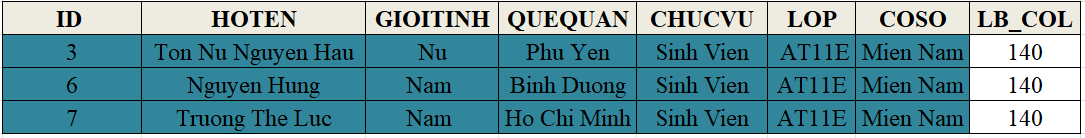 ID HOTEN GIOITINH QUEQUAN CHUCVU LOP COSO LB_COL
3 Ton Nu Nguyen Hau Nu Phu Yen Sinh Vien AT11E Mien Nam 140
6 Nguyen Hung Nam Binh Duong Sinh Vien AT11E Mien Nam 140
7 Truong The Luc Nam Ho Chi Minh Sinh Vien AT11E Mien Nam 140